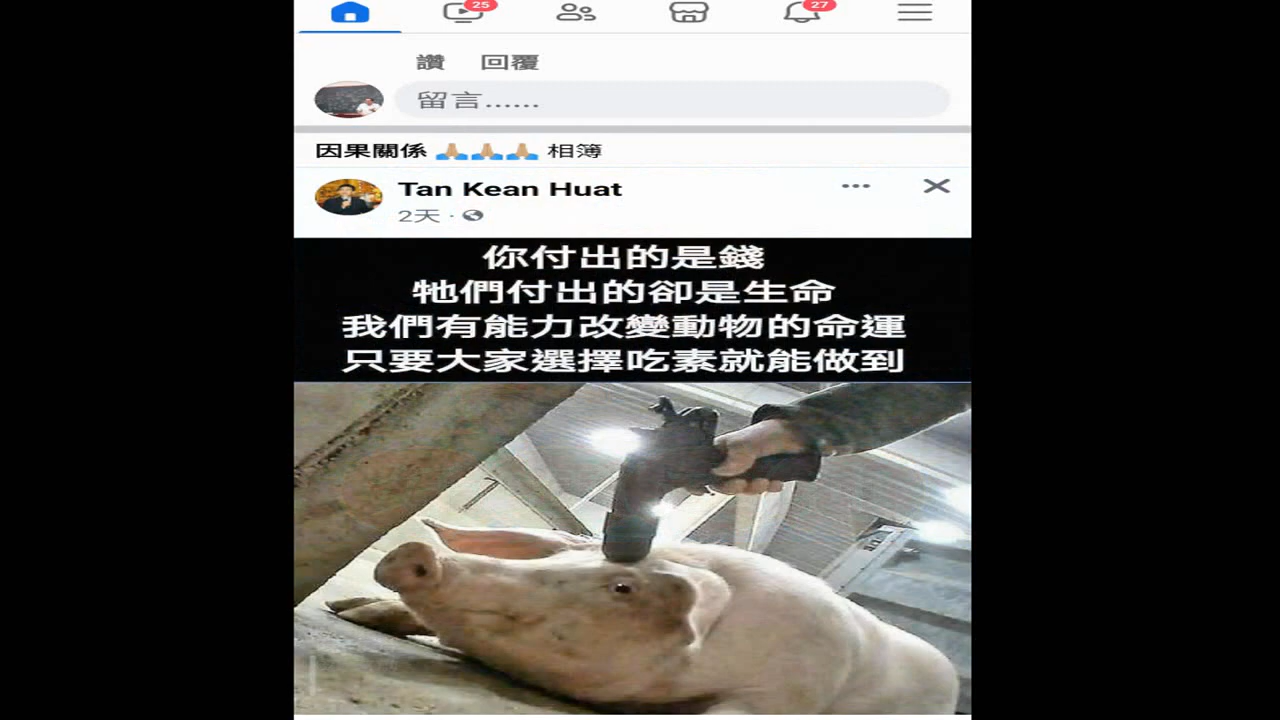 25
27
讚 回覆
留言......
因果關係 🙏🙏🙏 相簿
Tan Kean Huat
2天 ·
你付出的是錢
牠們付出的卻是生命
我們有能力改變動物的命運
只要大家選擇吃素就能做到